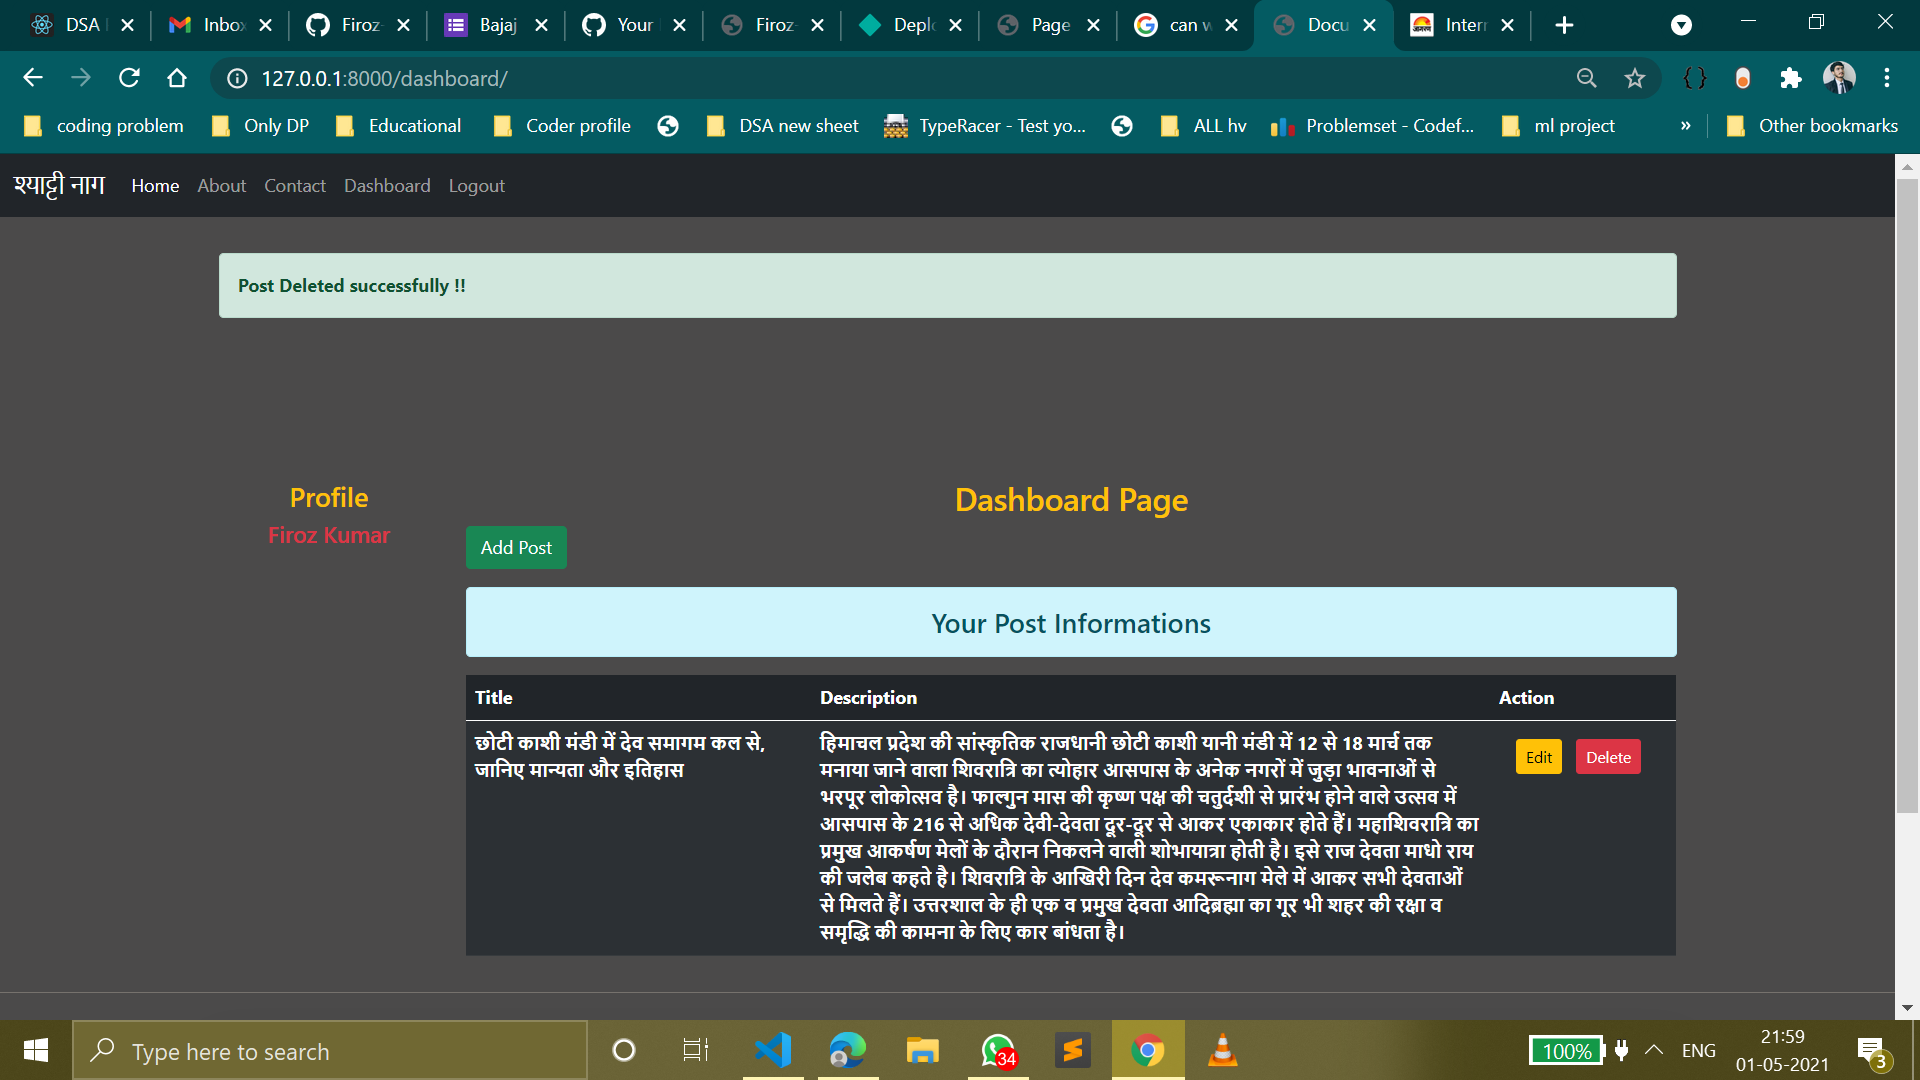 DSA
Inbox
Firoz-
Bajaj
Your
Firoz-
Deplo
Page
can w
Docu
Intern
127.0.0.1:8000/dashboard/
coding problem
Only DP
Educational
Coder profile
DSA new sheet
TypeRacer - Test yo...
ALL hv
Problemset - Codef...
ml project
»
Other bookmarks
श्याट्टी नाग
Home
About
Contact
Dashboard
Logout
Post Deleted successfully !!
Profile
Firoz Kumar
Dashboard Page
Add Post
Your Post Informations
Title
Description
Action
छोटी काशी मंडी में देव समागम कल से,
जानिए मान्यता और इतिहास
हिमाचल प्रदेश की सांस्कृतिक राजधानी छोटी काशी यानी मंडी में 12 से 18 मार्च तक
मनाया जाने वाला शिवरात्रि का त्योहार आसपास के अनेक नगरों में जुड़ा भावनाओं से
भरपूर लोकोत्सव है। फाल्गुन मास की कृष्ण पक्ष की चतुर्दशी से प्रारंभ होने वाले उत्सव में
आसपास के 216 से अधिक देवी-देवता दूर-दूर से आकर एकाकार होते हैं। महाशिवरात्रि का
प्रमुख आकर्षण मेलों के दौरान निकलने वाली शोभायात्रा होती है। इसे राज देवता माधो राय
की जलेब कहते है। शिवरात्रि के आखिरी दिन देव कमरूनाग मेले में आकर सभी देवताओं
से मिलते हैं। उत्तरशाल के ही एक व प्रमुख देवता आदिब्रह्मा का गूर भी शहर की रक्षा व
समृद्धि की कामना के लिए कार बांधता है।
Edit
Delete
Type here to search
34
100%
ENG
21:59
01-05-2021
3